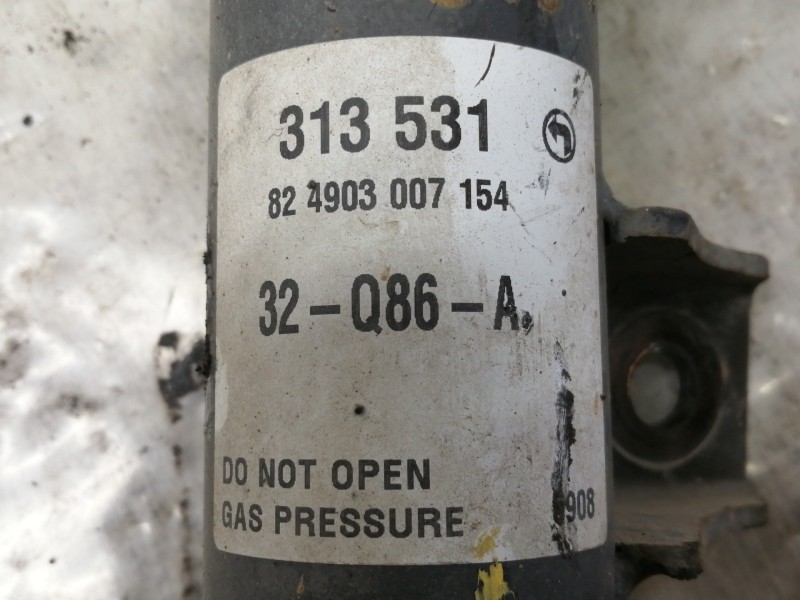 313 531
82 4903 007 154
32-Q86-A
DO NOT OPEN
GAS PRESSURE
908